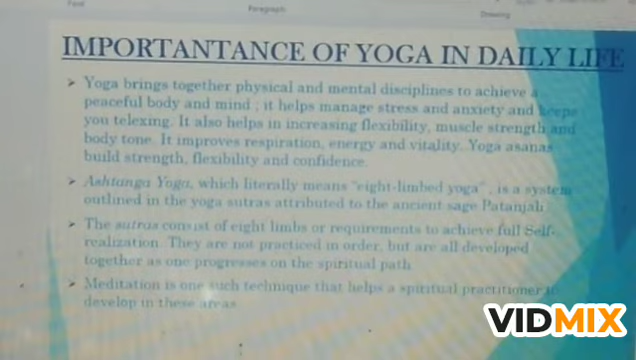 Font
Paragraph
Drawing
IMPORTANTANCE OF YOGA IN DAILY LIFE
➤ Yoga brings together physical and mental disciplines to achieve a
peaceful body and mind ; it helps manage stress and anxiety and keeps
you telexing. It also helps in increasing flexibility, muscle strength and
body tone. It improves respiration, energy and vitality. Yoga asanas
build strength, flexibility and confidence.
➤ Ashtanga Yoga, which literally means "eight-limbed yoga" , is a system
outlined in the yoga sutras attributed to the ancient sage Patanjali
➤ The sutras consist of eight limbs or requirements to achieve full Self-
realization. They are not practiced in order, but are all developed
together as one progresses on the spiritual path
➤ Meditation is one such technique that helps a spiritual practitioner to
develop in these areas
VIDMIX